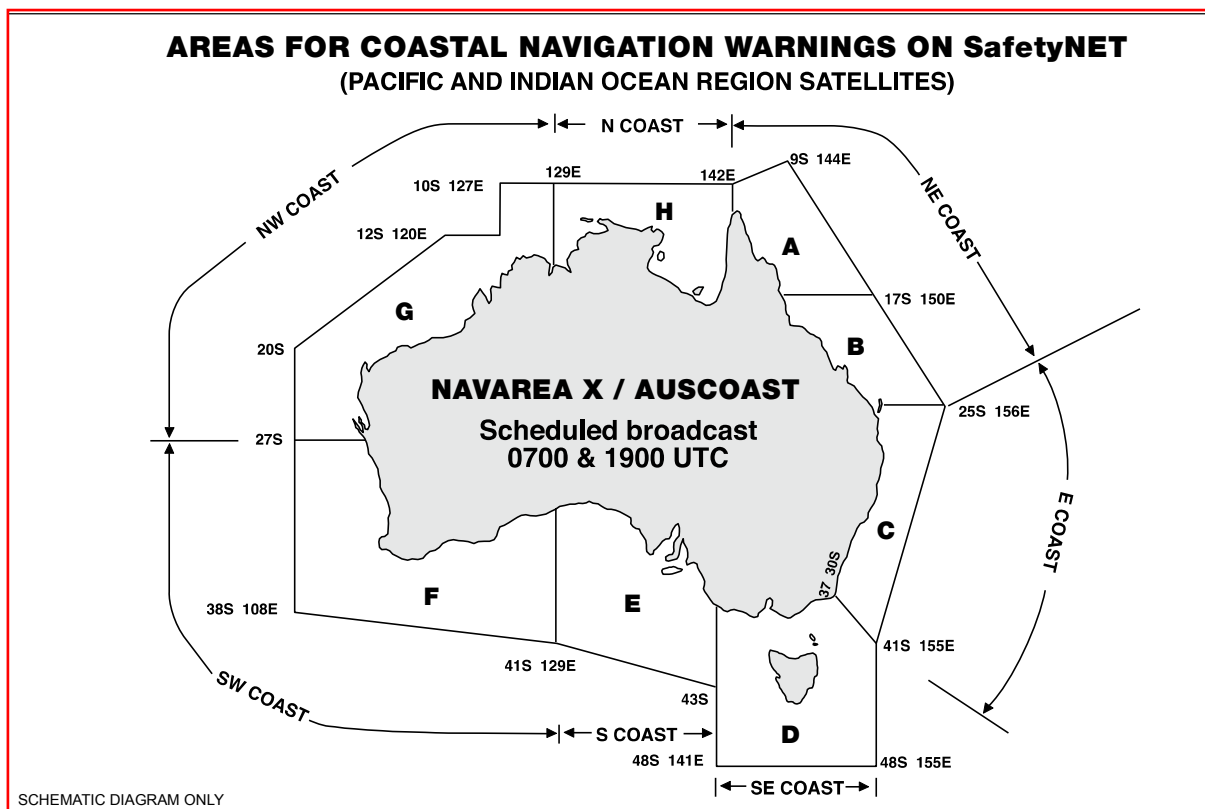 AREAS FOR COASTAL NAVIGATION WARNINGS ON SafetyNET
(PACIFIC AND INDIAN OCEAN REGION SATELLITES)
N COAST
9S 144E
129E
142E
10S 127E
NW COAST
NE COAST
H
12S 120E
A
17S 150E
G
20S
B
NAVAREA X / AUSCOAST
25S 156E
Scheduled broadcast
27S
0700 & 1900 UTC
E COAST
C
37 30S
F
E
38S 108E
41S 155E
41S 129E
SW COAST
43S
S COAST
D
48S 141E
48S 155E
SE COAST
SCHEMATIC DIAGRAM ONLY